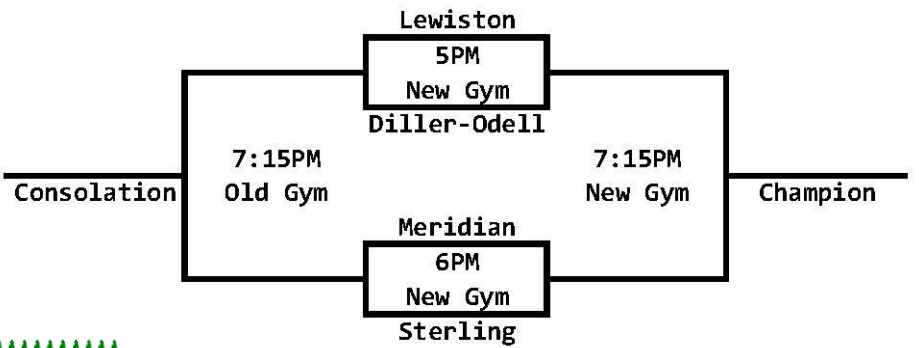 Lewiston
5PM
New Gym
Diller-Odell
7:15PM
Old Gym
7:15PM
New Gym
Consolation
Champion
Meridian
6PM
New Gym
Sterling